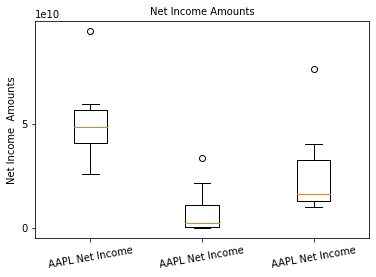 Net Income Amounts
1e10
Net Income  Amounts
5
0
AAPL Net Income
AAPL Net Income
AAPL Net Income